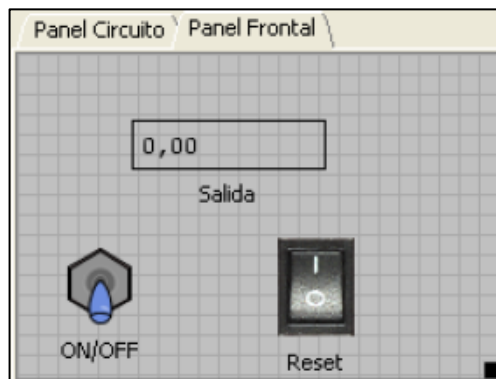 Panel Circuito Panel Frontal
0,00
Salida
ON/OFF
Reset